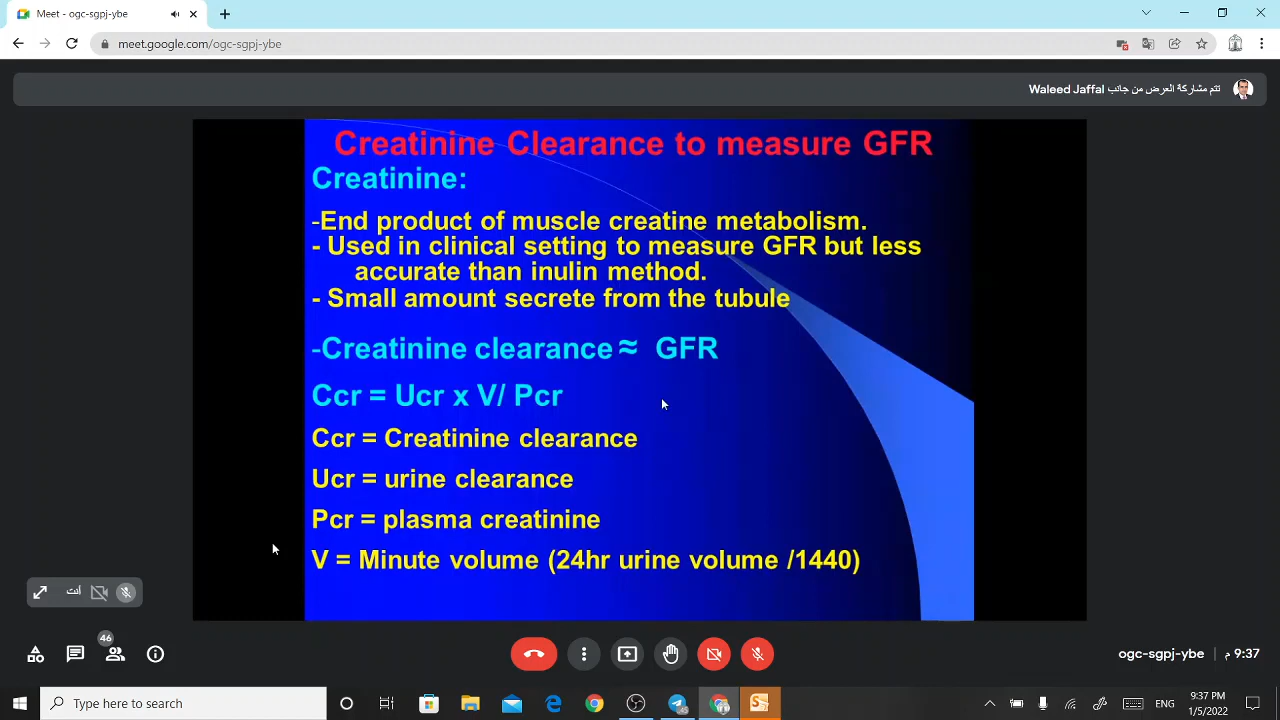 Meet - ogc-sgpj-ybe
meet.google.com/ogc-sgpj-ybe
تتم مشاركة العرض من جانب Waleed Jaffal
Creatinine Clearance to measure GFR
Creatinine:
-End product of muscle creatine metabolism.
- Used in clinical setting to measure GFR but less
accurate than inulin method.
- Small amount secrete from the tubule
-Creatinine clearance ≈ GFR
Ccr = Ucr x V/ Pcr
Ccr = Creatinine clearance
Ucr = urine clearance
Pcr = plasma creatinine
V = Minute volume (24hr urine volume /1440)
انت
46
ogc-sgpj-ybe | 9:37 م
Type here to search
ENG
9:37 PM
1/5/2022